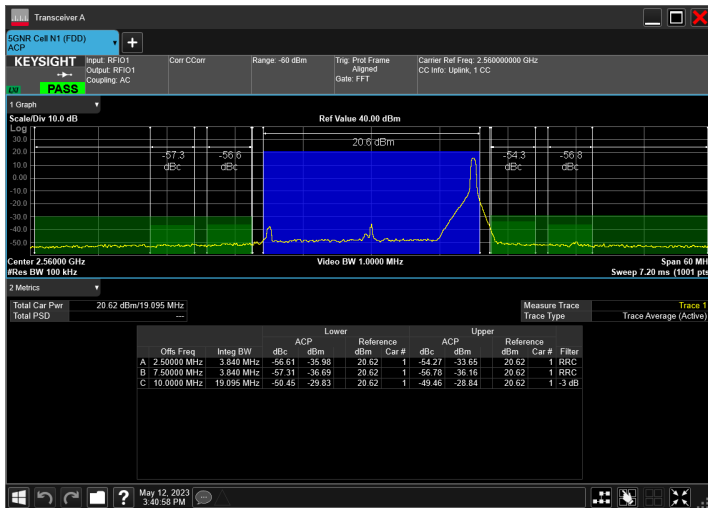 Transceiver A
5GNR Cell N1 (FDD)
ACP
KEYSIGHT
LXI
PASS
Input: RFIO1
Output: RFIO1
Coupling: AC
Corr CCorr
Range: -60 dBm
Trig: Prot Frame
Aligned
Gate: FFT
Carrier Ref Freq: 2.560000000 GHz
CC Info: Uplink, 1 CC
1 Graph
Scale/Div 10.0 dB
Ref Value 40.00 dBm
Log
30.0
20.0
10.0
0.00
-10.0
-20.0
-30.0
-40.0
-50.0
-57.3
dBc
-56.6
dBc
20.6 dBm
-54.3
dBc
-56.8
dBc
Center 2.56000 GHz
#Res BW 100 kHz
Video BW 1.0000 MHz
Span 60 MH
Sweep 7.20 ms (1001 pts
2 Metrics
Total Car Pwr 20.62 dBm/19.095 MHz
Total PSD ---
Measure Trace Trace 1
Trace Type Trace Average (Active)
Lower Upper
ACP Reference ACP Reference
Offs Freq Integ BW dBc dBm dBm Car # dBc dBm dBm Car # Filter
A 2.50000 MHz 3.840 MHz -56.61 -35.98 20.62 1 -54.27 -33.65 20.62 1 RRC
B 7.50000 MHz 3.840 MHz -57.31 -36.69 20.62 1 -56.78 -36.16 20.62 1 RRC
C 10.0000 MHz 19.095 MHz -50.45 -29.83 20.62 1 -49.46 -28.84 20.62 1 -3 dB
?
May 12, 2023
3:40:58 PM